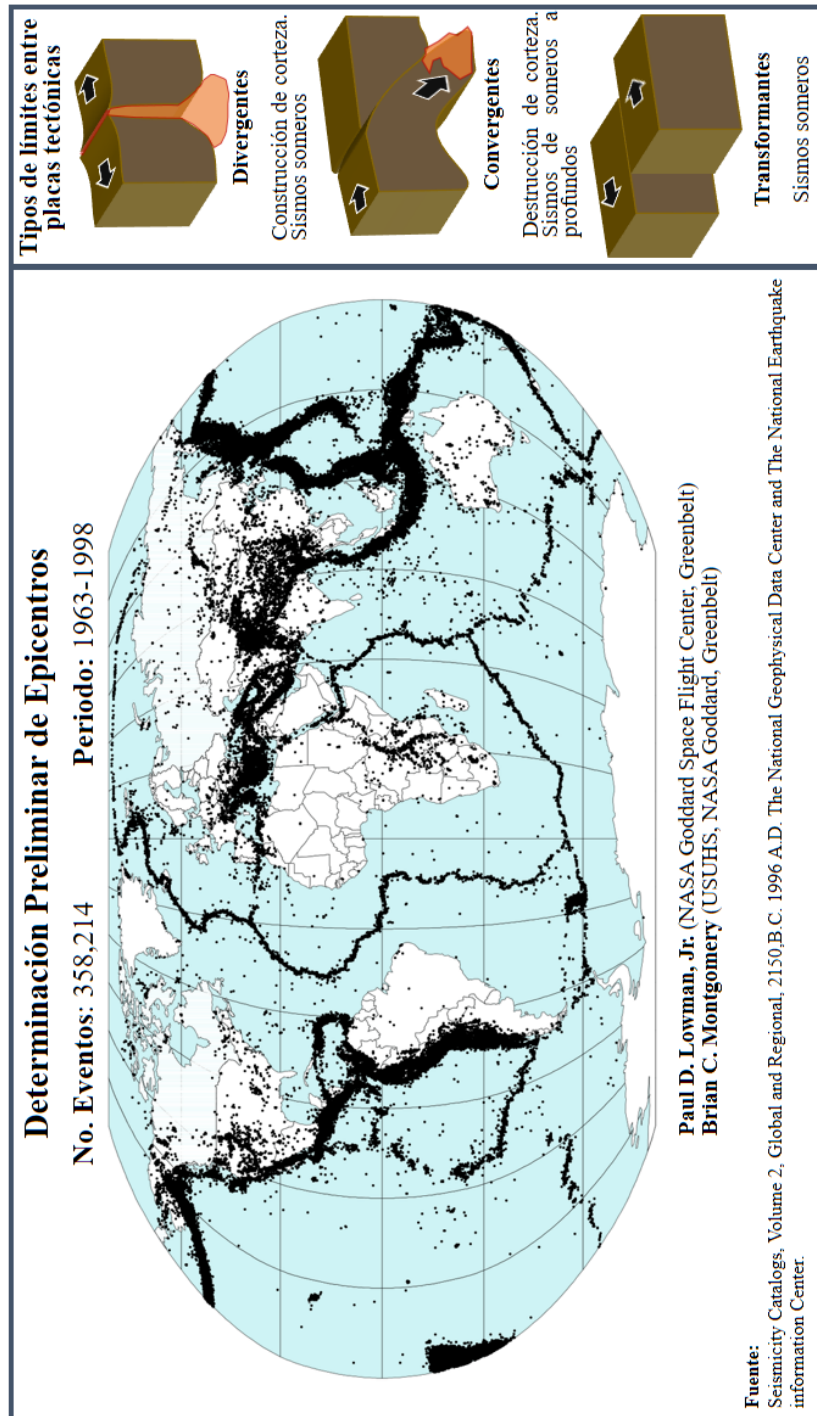 Determinación Preliminar de Epicentros
No. Eventos: 358,214 Periodo: 1963-1998
Paul D. Lowman, Jr. (NASA Goddard Space Flight Center, Greenbelt)
Brian C. Montgomery (USUHS, NASA Goddard, Greenbelt)
Fuente:
Seismicity Catalogs, Volume 2, Global and Regional, 2150,B.C. 1996 A.D. The National Geophysical Data Center and The National Earthquake
information Center.
Tipos de límites entre
placas tectónicas
Divergentes
Construcción de corteza.
Sismos someros
Convergentes
Destrucción de corteza.
Sismos de someros a
profundos
Transformantes
Sismos someros